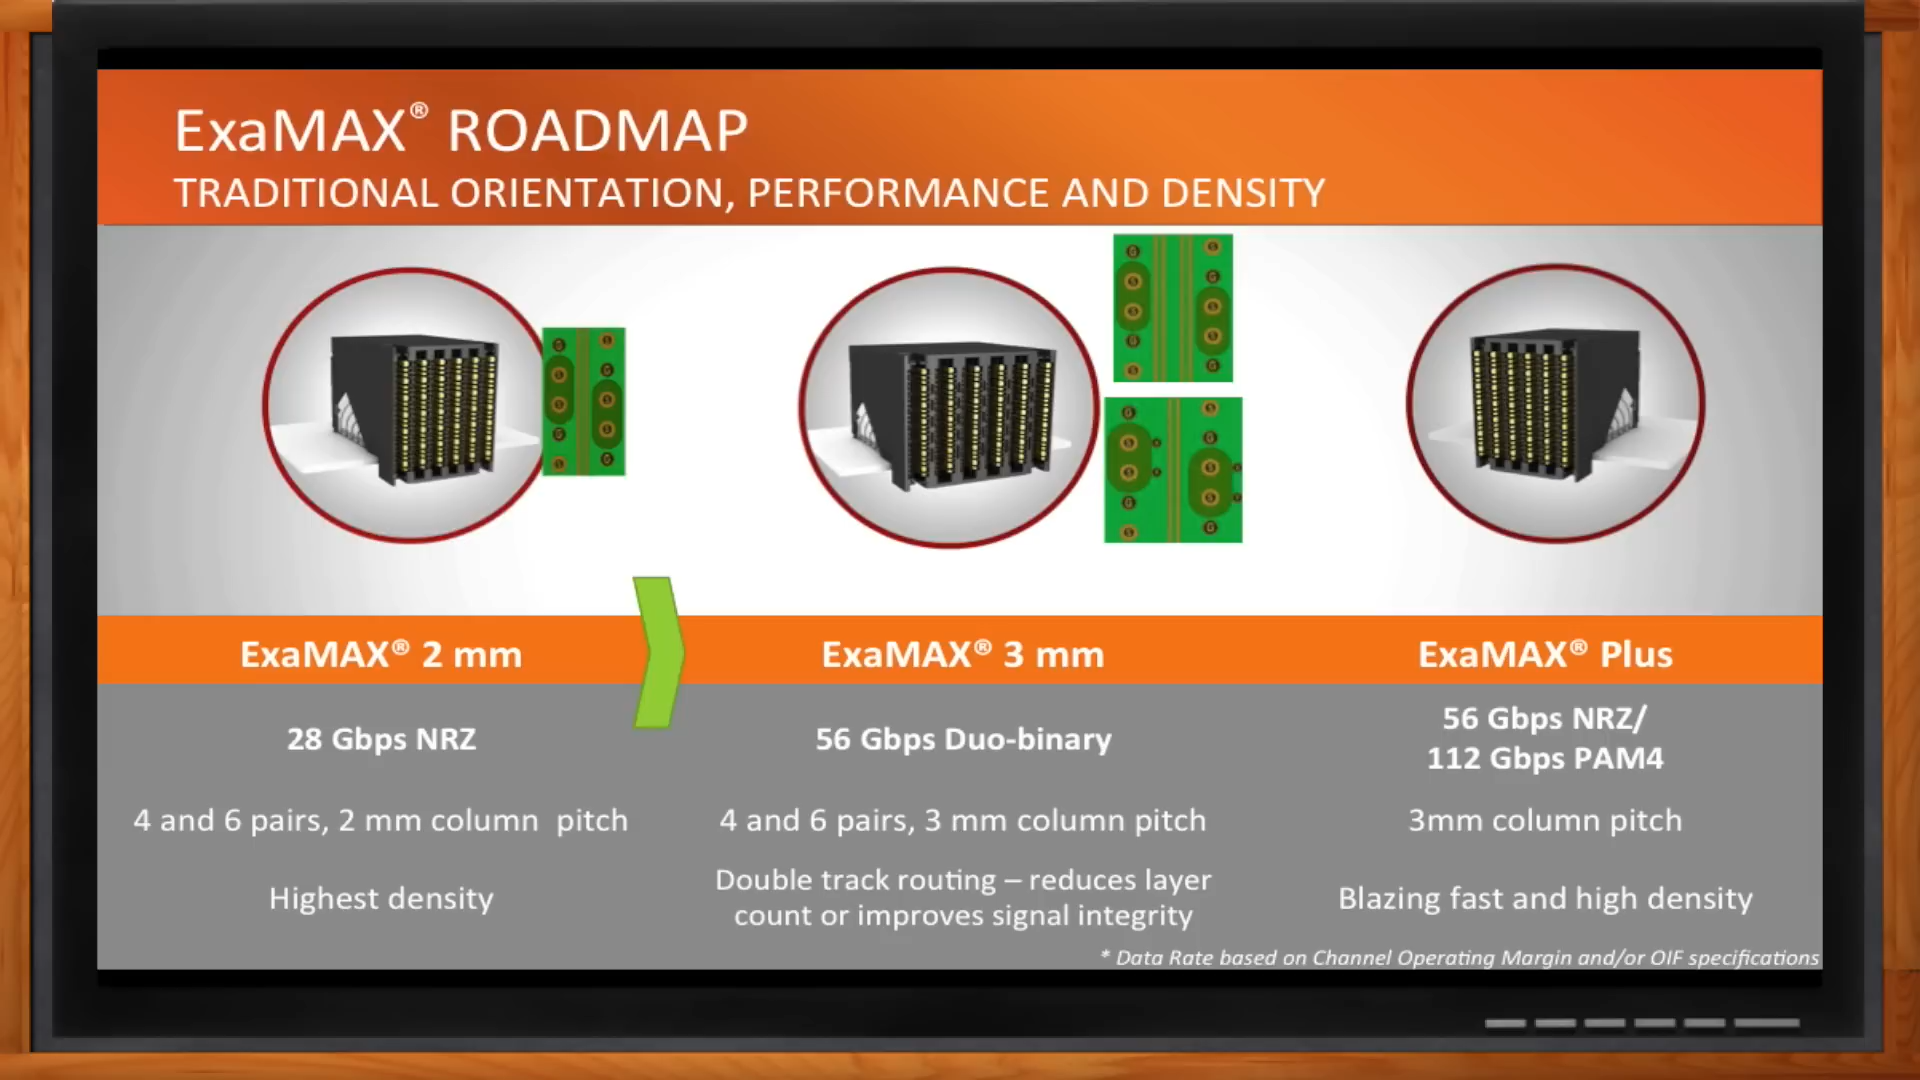 ExaMAX® ROADMAP
TRADITIONAL ORIENTATION, PERFORMANCE AND DENSITY
ExaMAX® 2 mm
ExaMAX® 3 mm
ExaMAX® Plus
28 Gbps NRZ
56 Gbps Duo-binary
56 Gbps NRZ/
112 Gbps PAM4
4 and 6 pairs, 2 mm column pitch
4 and 6 pairs, 3 mm column pitch
3mm column pitch
Highest density
Double track routing – reduces layer
count or improves signal integrity
Blazing fast and high density
* Data Rate based on Channel Operating Margin and/or OIF specifications